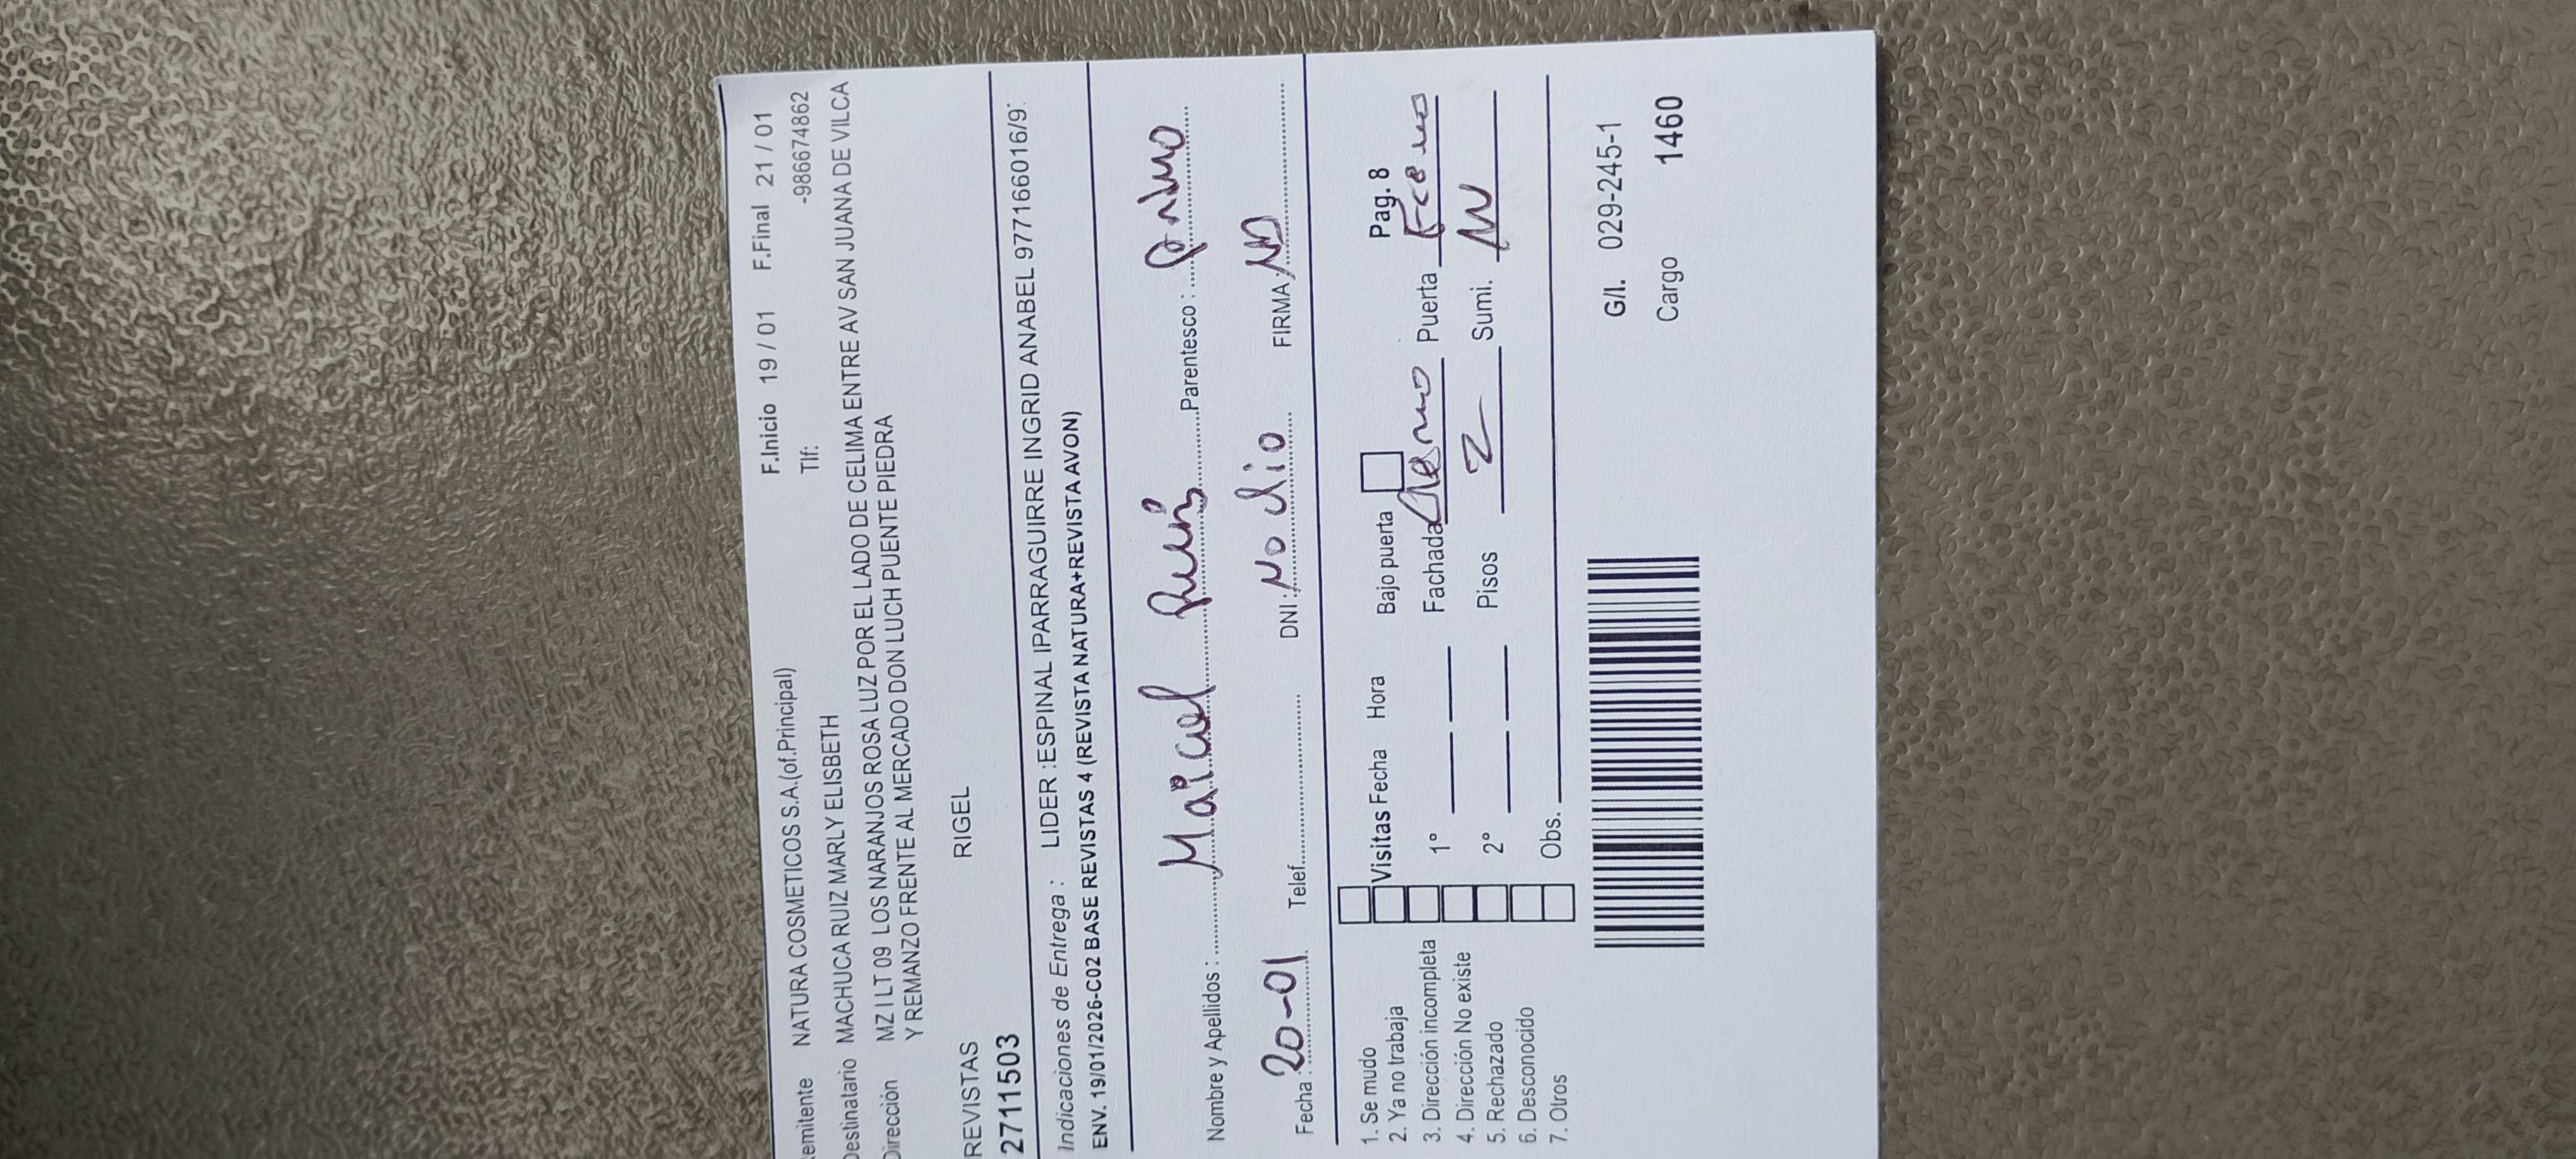 emitente NATURA COSMETICOS S.A.(of.Principal) F.Inicio 19 / 01 F.Final 21 / 01
Tlf: -986674862
Destinatario MACHUCA RUIZ MARLY ELISBETH
Dirección MZ I LT 09 LOS NARANJOS ROSA LUZ POR EL LADO DE CELIMA ENTRE AV SAN JUANA DE VILCA
Y REMANZO FRENTE AL MERCADO DON LUCH PUENTE PIEDRA
REVISTAS RIGEL
2711503
Indicaciones de Entrega : LIDER :ESPINAL IPARRAGUIRRE INGRID ANABEL 977166016/9
ENV. 19/01/2026-C02 BASE REVISTAS 4 (REVISTA NATURA+REVISTA AVON)
Nombre y Apellidos : Maicol Parentesco :
Fecha : 20-01 Telef. DNI : No dio FIRMA:
1. Se mudo
2. Ya no trabaja
3. Dirección incompleta
4. Dirección No existe
5. Rechazado
6. Desconocido
7. Otros
Visitas Fecha Hora Bajo puerta Pag. 8
1° Fachada Puerta
2° Pisos 2 Sumi.
Obs.
G/I. 029-245-1
Cargo 1460